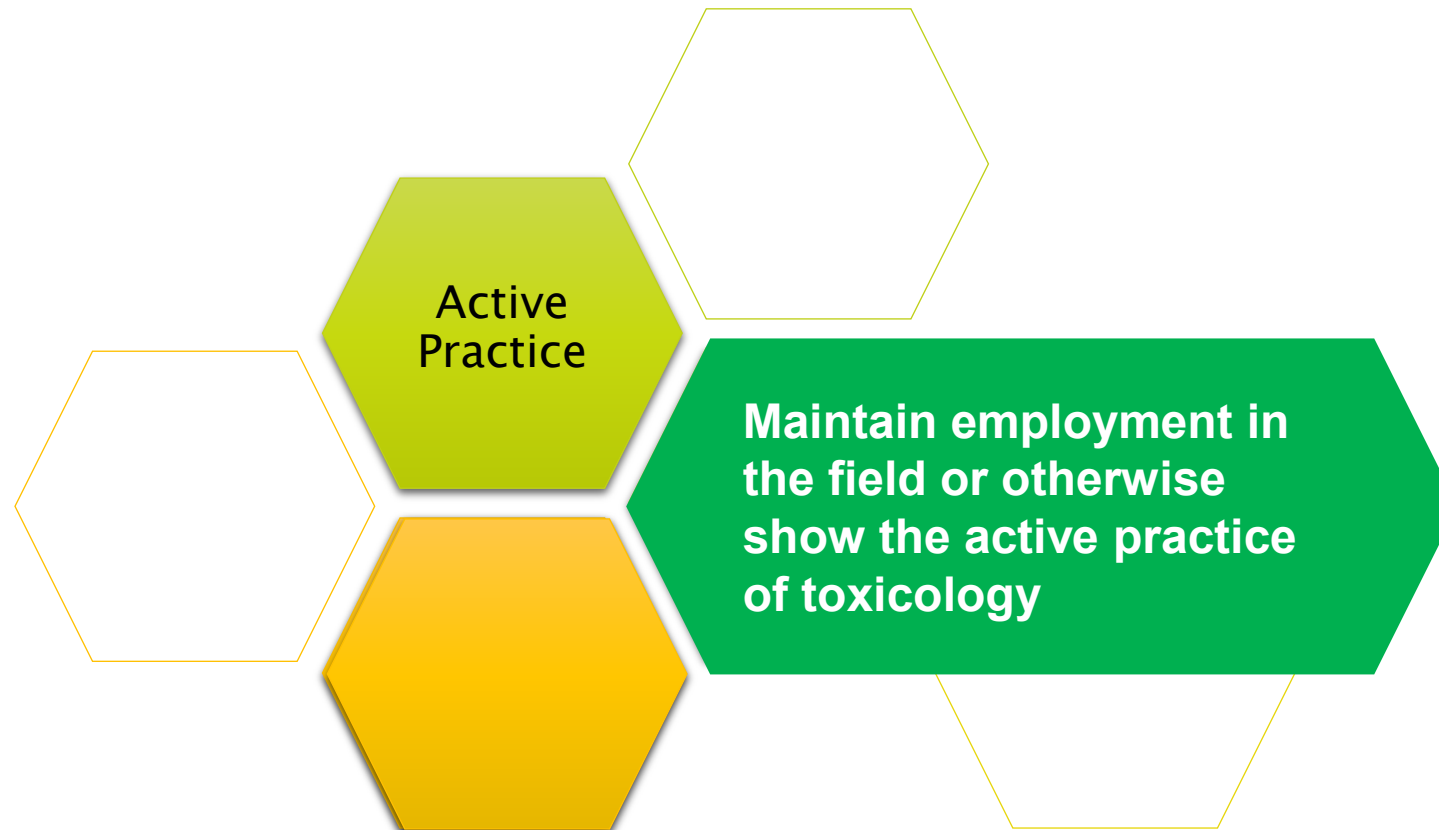 Active
Practice
Maintain employment in
the field or otherwise
show the active practice
of toxicology